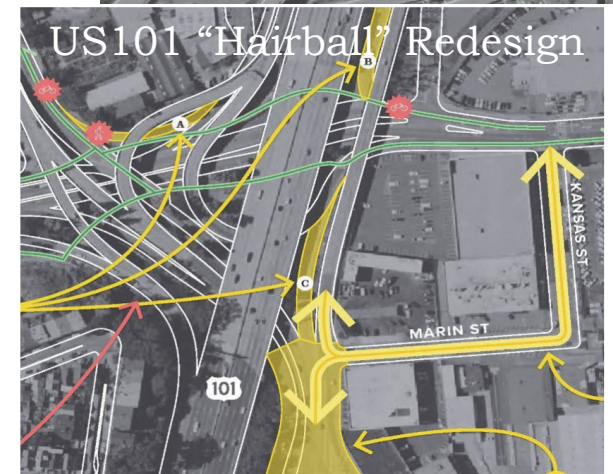 US101 "Hairball" Redesign
B
A
KANSAS ST
C
MARIN ST
101